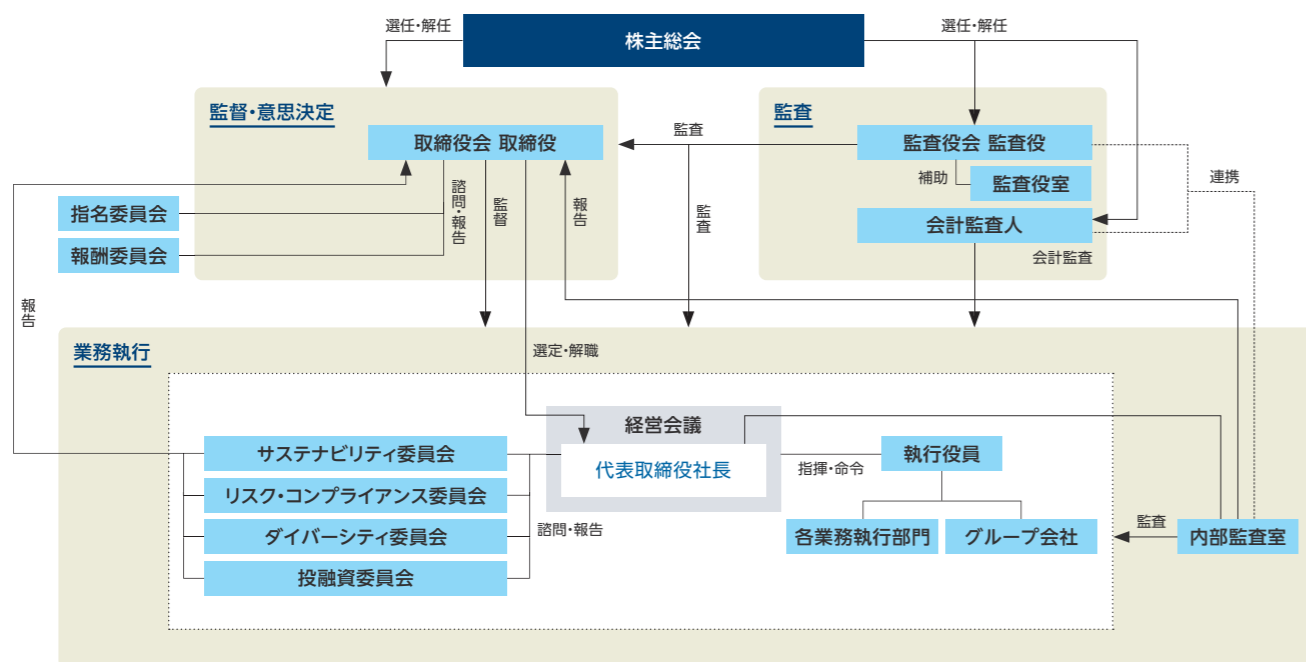 選任・解任
株主総会
選任・解任
監督・意思決定
監査
取締役会 取締役
監査
監査役会 監査役
補助
監査役室
連携
指名委員会
報酬委員会
諮問・報告
監督
報告
監査
会計監査人
会計監査
報告
業務執行
選定・解職
経営会議
代表取締役社長
サステナビリティ委員会
リスク・コンプライアンス委員会
ダイバーシティ委員会
投融資委員会
諮問・報告
指揮・命令
執行役員
各業務執行部門
グループ会社
監査
内部監査室